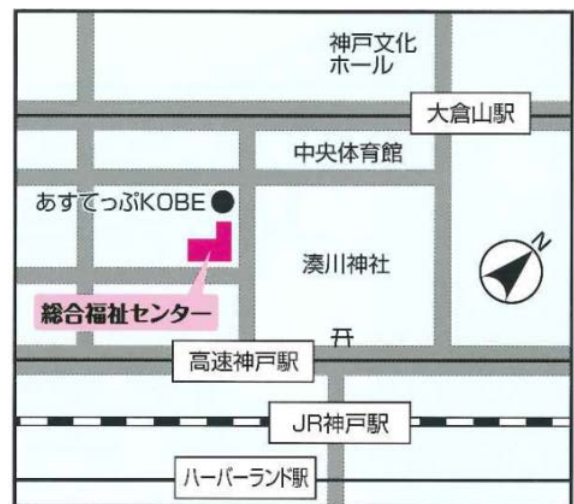 神戸文化
ホール
大倉山駅
中央体育館
あすてっぷKOBE
湊川神社
N
総合福祉センター
高速神戸駅
JR神戸駅
ハーバーランド駅